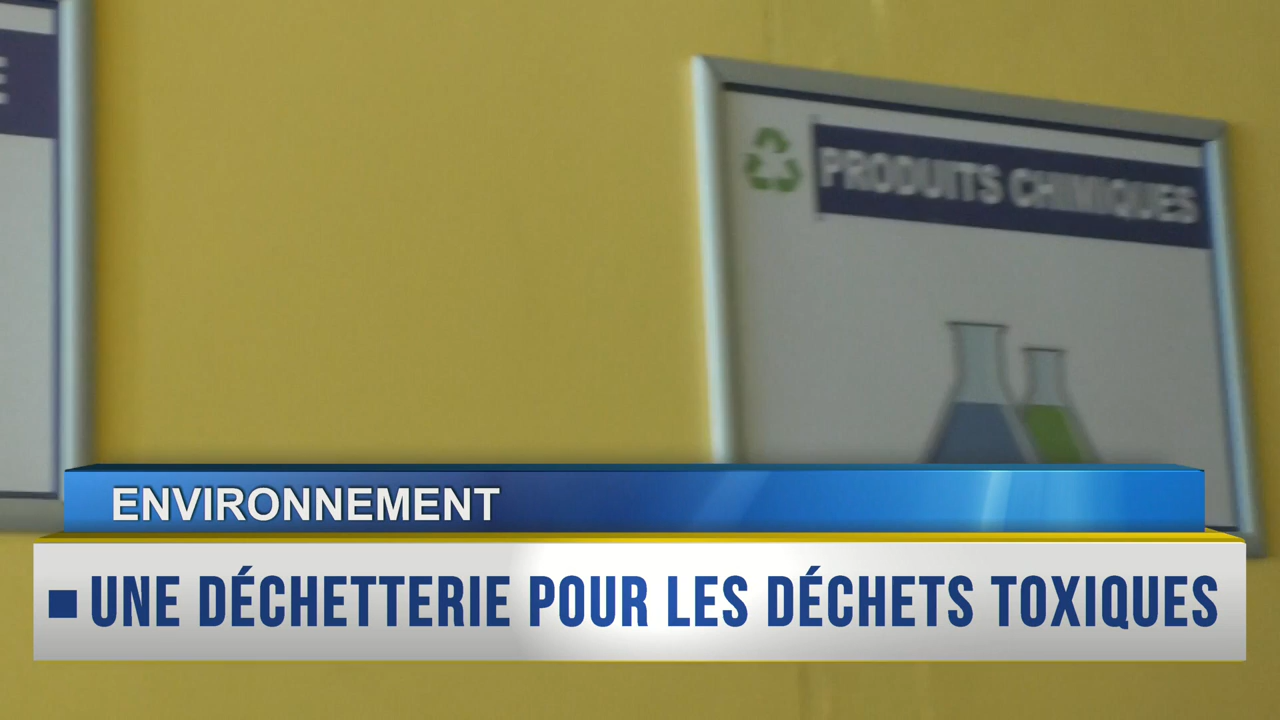 PRODUITS CHIMIQUES
ENVIRONNEMENT
UNE DÉCHETTERIE POUR LES DÉCHETS TOXIQUES